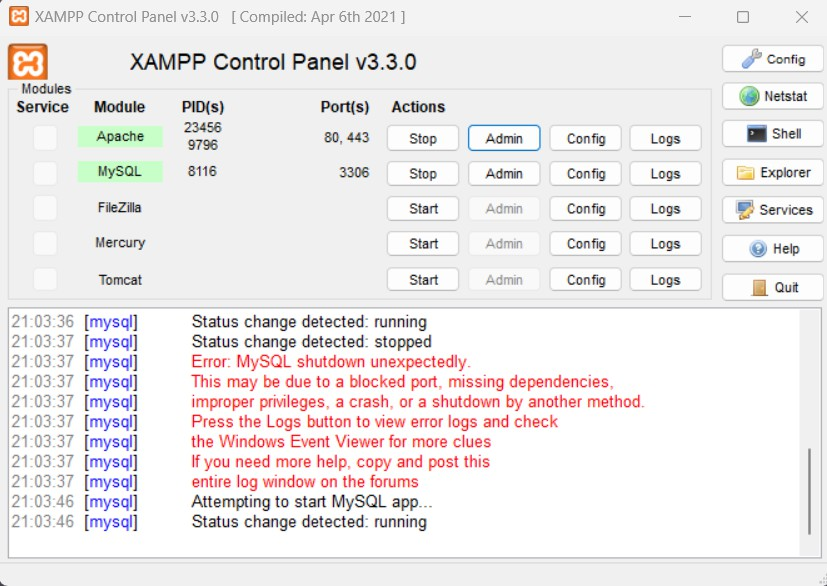 XAMPP Control Panel v3.3.0 [ Compiled: Apr 6th 2021 ]
XAMPP Control Panel v3.3.0
Config
Netstat
Shell
Explorer
Services
Help
Quit
Modules
Service Module PID(s) Port(s) Actions
Apache 23456 9796 80, 443 Stop Admin Config Logs
MySQL 8116 3306 Stop Admin Config Logs
FileZilla Start Admin Config Logs
Mercury Start Admin Config Logs
Tomcat Start Admin Config Logs
21:03:36 [mysql] Status change detected: running
21:03:37 [mysql] Status change detected: stopped
21:03:37 [mysql] Error: MySQL shutdown unexpectedly.
21:03:37 [mysql] This may be due to a blocked port, missing dependencies,
21:03:37 [mysql] improper privileges, a crash, or a shutdown by another method.
21:03:37 [mysql] Press the Logs button to view error logs and check
21:03:37 [mysql] the Windows Event Viewer for more clues
21:03:37 [mysql] If you need more help, copy and post this
21:03:37 [mysql] entire log window on the forums
21:03:46 [mysql] Attempting to start MySQL app...
21:03:46 [mysql] Status change detected: running